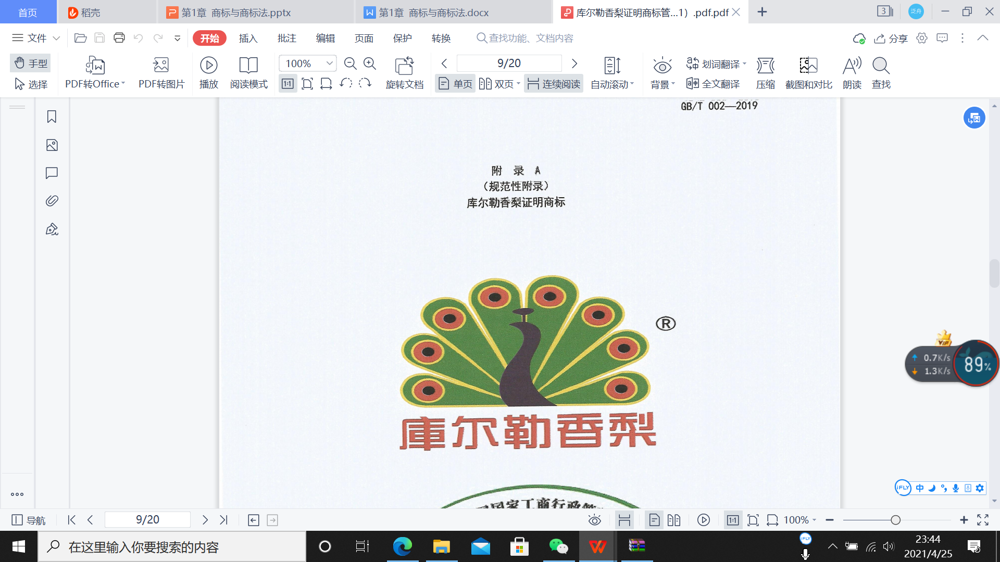 首页
稻壳
第1章 商标与商标法.pptx
第1章 商标与商标法.docx
库尔勒香梨证明商标管...1）.pdf.pdf
3
泛舟
文件
开始
插入
批注
编辑
页面
保护
转换
查找功能、文档内容
分享
手型
选择
PDF转Office
PDF转图片
播放
阅读模式
100%
1:1
旋转文档
9/20
单页
双页
连续阅读
自动滚动
背景
划词翻译
全文翻译
压缩
截图和对比
朗读
查找
GB/T 002—2019
附 录 A
（规范性附录）
库尔勒香梨证明商标
®
庫尔勒香梨
国家工商行政
VIP
0.7K/s
1.3K/s
89%
iFLY 中
导航
9/20
1:1
100%
在这里输入你要搜索的内容
iFLY
23:44
2021/4/25